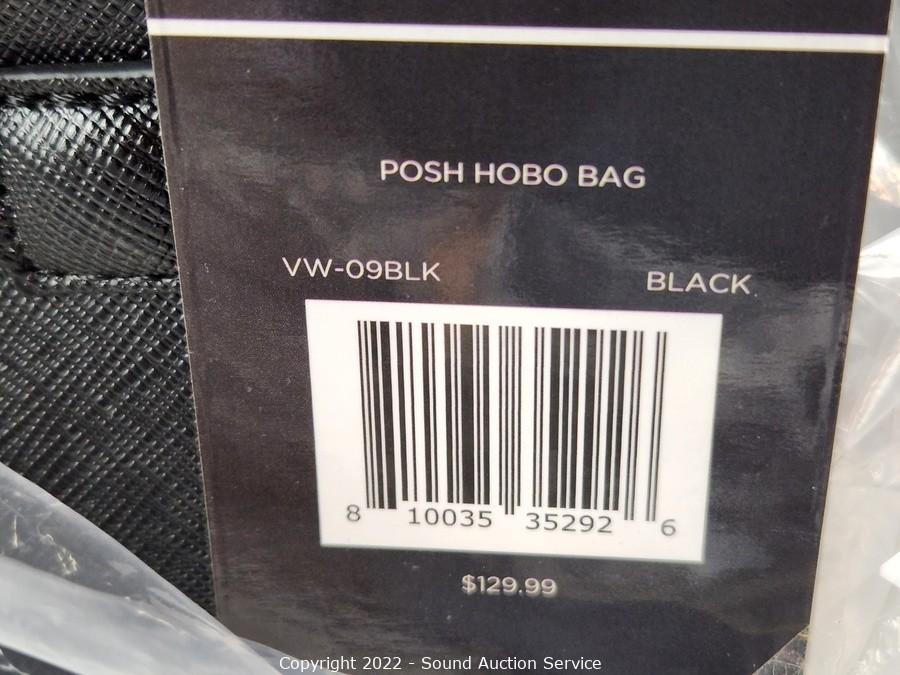 POSH HOBO BAG
VW-09BLK BLACK
8 10035 35292 6
$129.99
Copyright 2022 - Sound Auction Service